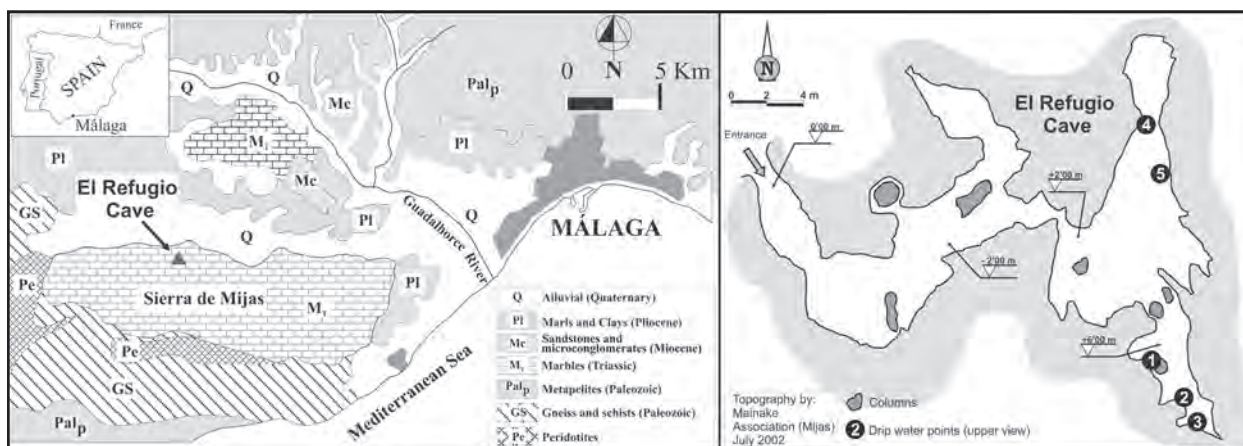 France
Portugal
SPAIN
Málaga
0 N 5 Km
Q
Q
Mc
Palp
Pl
M
Pl
Mc
El Refugio
Cave
Pl
GS
Q
Guadalhorce
River
Q
MÁLAGA
Pe
Sierra de Mijas
MT
Pl
Pe
GS
Palp
Mediterranean Sea
Q Alluvial (Quaternary)
Pl Marls and Clays (Pliocene)
Mc Sandstones and
microconglomerates (Miocene)
MT Marbles (Triassic)
Palp Metapelites (Paleozoic)
GS Gneiss and schists (Paleozoic)
Pe Peridotites
N
0 2 4 m
Entrance
0'00 m
El Refugio
Cave
4
5
+2'00 m
- 2'00 m
+6'00 m
1
2
3
Topography by:
Mainake
Association (Mijas)
July 2002
Columns
2 Drip water points (upper view)